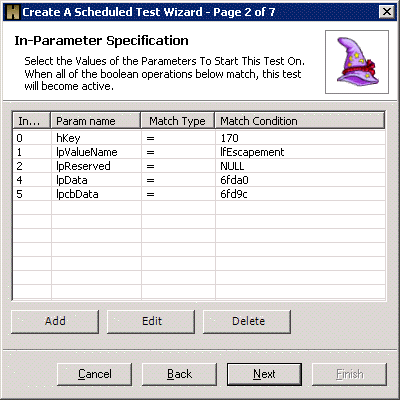 Create A Scheduled Test Wizard - Page 2 of 7
In-Parameter Specification
Select the Values of the Parameters To Start This Test On.
When all of the boolean operations below match, this test
will become active.
In... Param name Match Type Match Condition
0 hKey = 170
1 lpValueName = lfEscapement
2 lpReserved = NULL
4 lpData = 6fda0
5 lpcbData = 6fd9c
Add Edit Delete
Cancel Back Next Finish